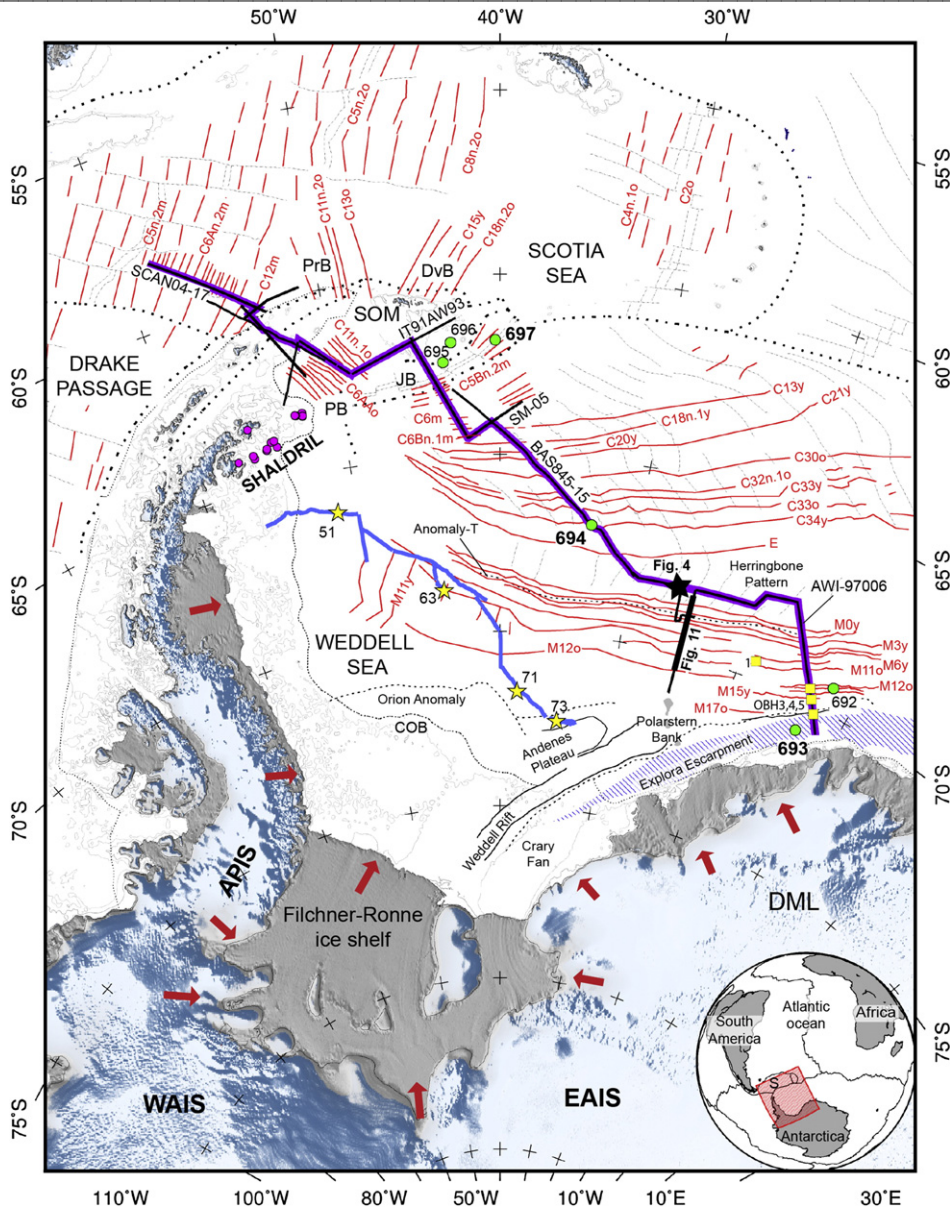 50°W
40°W
30°W
55°S
60°S
65°S
70°S
75°S
55°S
60°S
65°S
70°S
75°S
C5n.2o
C8n.2o
C4n.1o
C2o
C5n.2m
C6An.2m
C12m
C11n.2o
C13o
C15y
C18n.2o
PrB
DvB
SCOTIA
SEA
SCAN04-17
SOM
IT91AW93
696
697
695
DRAKE
PASSAGE
C11n.1o
C6A4o
JB
C5Bn.2m
PB
C6m
C6Bn.1m
SM-05
C13y
C21y
C18n.1y
C20y
BAS845-15
C30o
C32n.1o
C33y
C33o
C34y
SHALDRIL
51
694
E
Anomaly-T
Fig. 4
Herringbone
Pattern
AWI-97006
63
M11y
Fig. 11
M0y
M3y
M6y
M11o
M12o
M12o
1
WEDDELL
SEA
71
M15y
M17o
OBH3,4,5
692
Orion Anomaly
COB
73
Andenes
Plateau
Polarstern
Bank
693
Explora Escarpment
Weddell Rift
Crary
Fan
APIS
Filchner-Ronne
ice shelf
DML
WAIS
EAIS
South
America
Atlantic
ocean
Africa
S
Antarctica
110°W
100°W
80°W
50°W
10°W
10°E
30°E